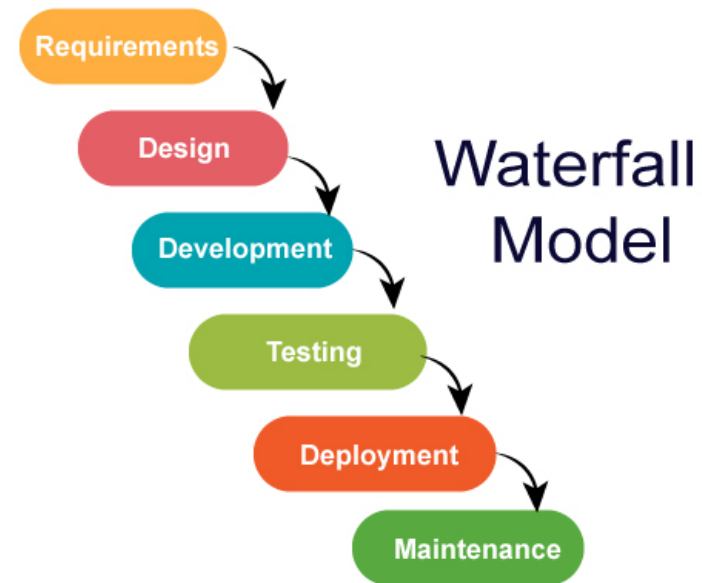 Requirements
Design
Waterfall
Model
Development
Testing
Deployment
Maintenance